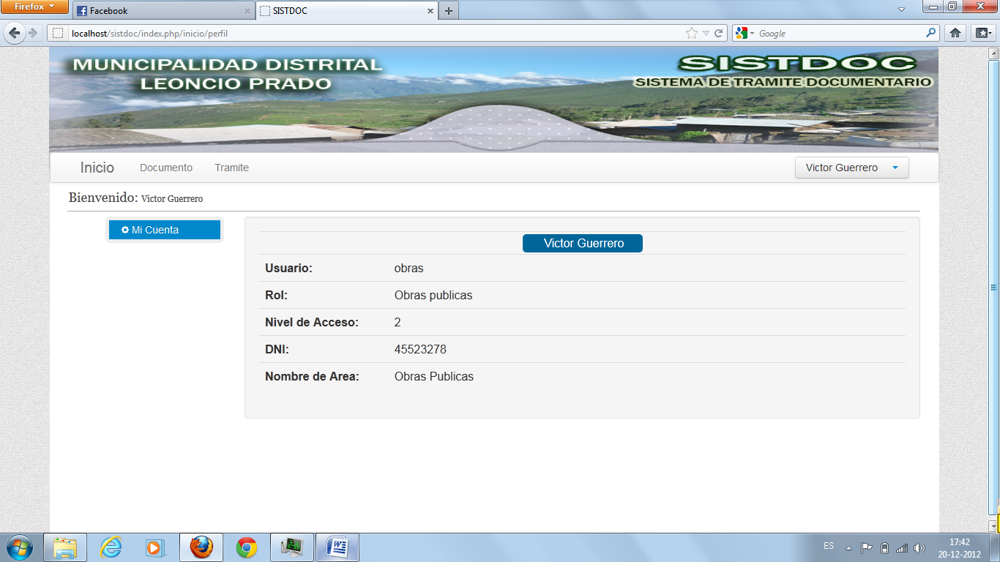 Firefox
Facebook
SISTDOC
localhost/sistdoc/index.php/inicio/perfil
Google
MUNICIPALIDAD DISTRITAL
LEONCIO PRADO
SISTDOC
SISTEMA DE TRAMITE DOCUMENTARIO
Inicio
Documento
Tramite
Victor Guerrero
Bienvenido: Victor Guerrero
Mi Cuenta
Victor Guerrero
Usuario: obras
Rol: Obras publicas
Nivel de Acceso: 2
DNI: 45523278
Nombre de Area: Obras Publicas
ES
17:42
20-12-2012